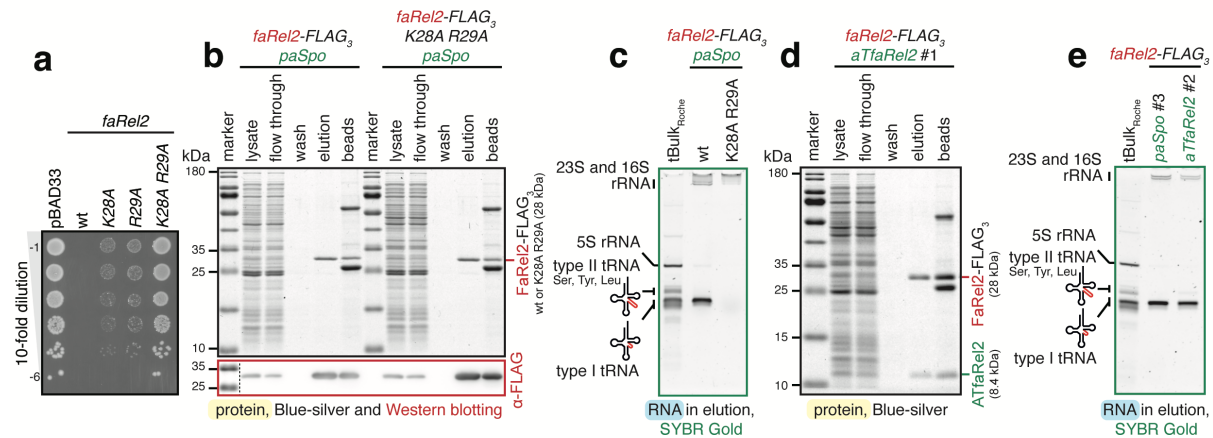 a
faRel2
pBAD33
wt
K28A
R29A
K28A R29A
10-fold dilution
-1
-6
b
faRel2-FLAG3
paSpo
faRel2-FLAG3
K28A R29A
paSpo
kDa
marker
lysate
flow through
wash
elution
beads
marker
lysate
flow through
wash
elution
beads
180
35
25
10
35
25
FaRel2-FLAG3
wt or K28A R29A (28 kDa)
α-FLAG
protein, Blue-silver and Western blotting
c
faRel2-FLAG3
paSpo
tBulkRoche
wt
K28A R29A
23S and 16S
rRNA
5S rRNA
type II tRNA
Ser, Tyr, Leu
type I tRNA
RNA in elution,
SYBR Gold
d
faRel2-FLAG3
aTfaRel2 #1
kDa
marker
lysate
flow through
wash
elution
beads
180
35
25
15
10
FaRel2-FLAG3
(28 kDa)
ATfaRel2
(8.4 kDa)
protein, Blue-silver
e
faRel2-FLAG3
tBulkRoche
paSpo #3
aTfaRel2 #2
23S and 16S
rRNA
5S rRNA
type II tRNA
Ser, Tyr, Leu
type I tRNA
RNA in elution,
SYBR Gold